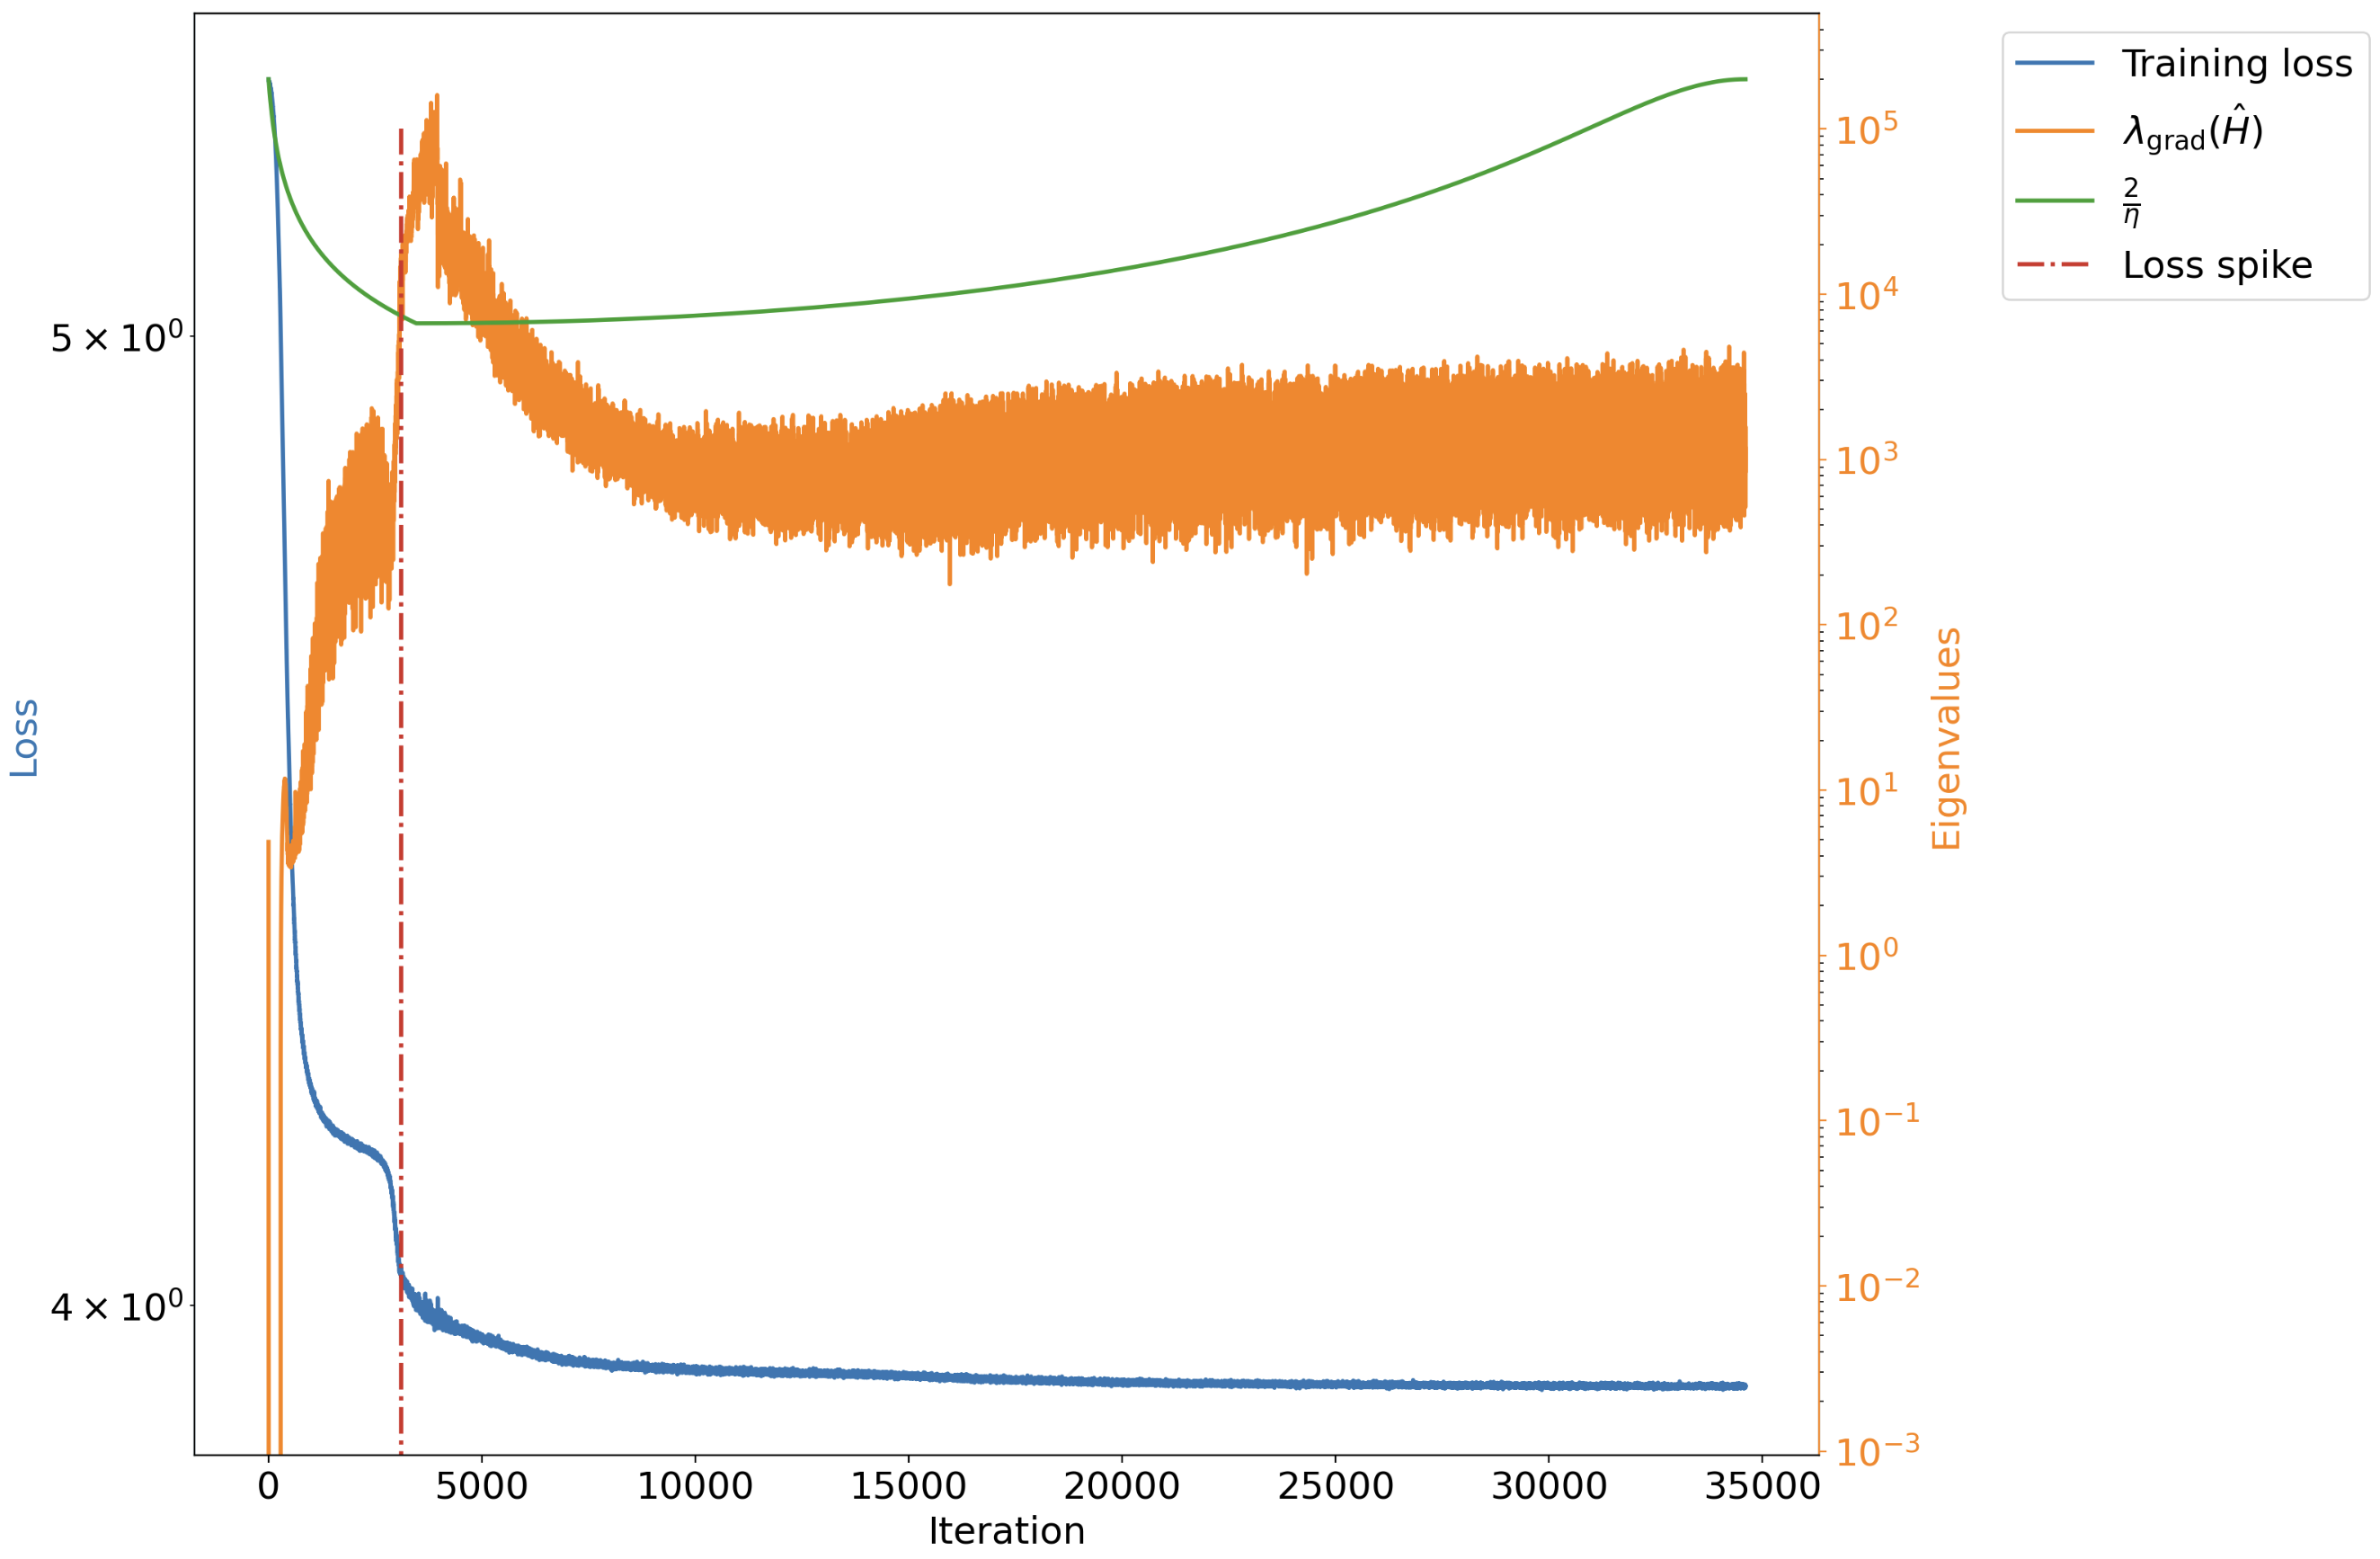 Training loss
λ_grad(Ĥ)
2/η
Loss spike
5 × 10⁰
4 × 10⁰
Loss
10⁵
10⁴
10³
10²
10¹
10⁰
10⁻¹
10⁻²
10⁻³
Eigenvalues
0 5000 10000 15000 20000 25000 30000 35000
Iteration